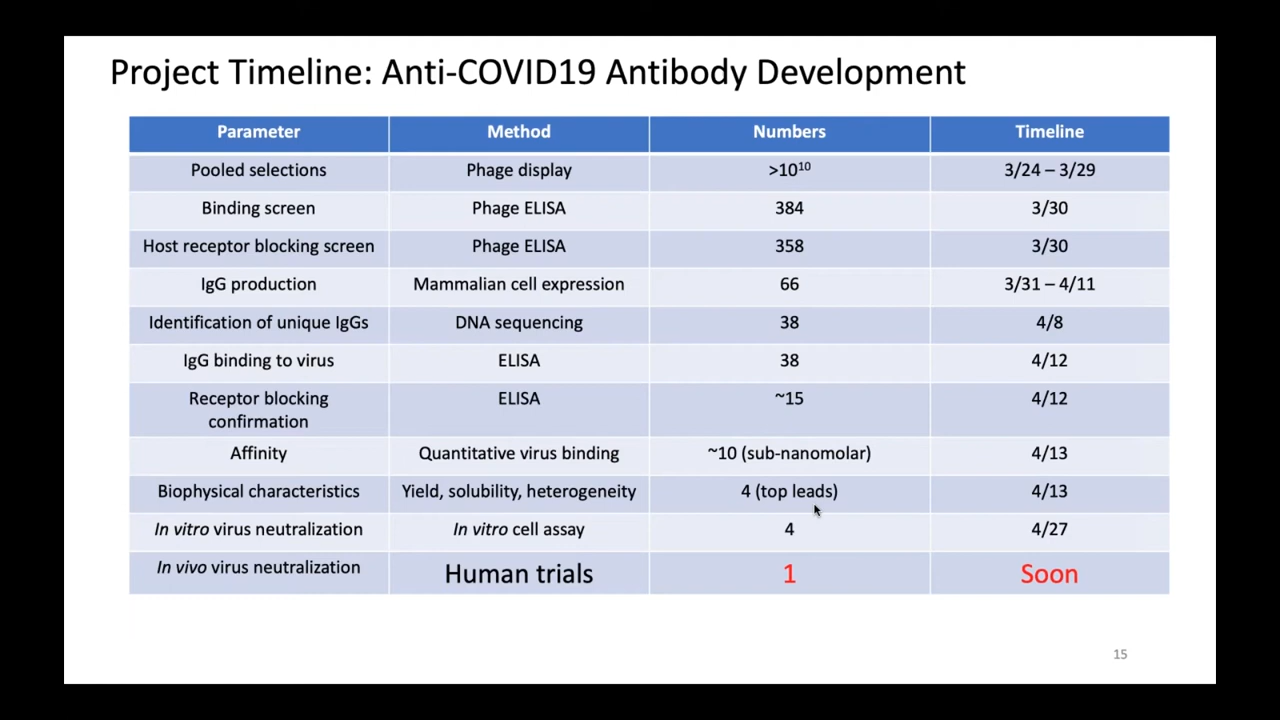 Project Timeline: Anti-COVID19 Antibody Development
Parameter Method Numbers Timeline
Pooled selections Phage display >10¹⁰ 3/24 – 3/29
Binding screen Phage ELISA 384 3/30
Host receptor blocking screen Phage ELISA 358 3/30
IgG production Mammalian cell expression 66 3/31 – 4/11
Identification of unique IgGs DNA sequencing 38 4/8
IgG binding to virus ELISA 38 4/12
Receptor blocking ELISA ~15 4/12
confirmation
Affinity Quantitative virus binding ~10 (sub-nanomolar) 4/13
Biophysical characteristics Yield, solubility, heterogeneity 4 (top leads) 4/13
In vitro virus neutralization In vitro cell assay 4 4/27
In vivo virus neutralization Human trials 1 Soon
15